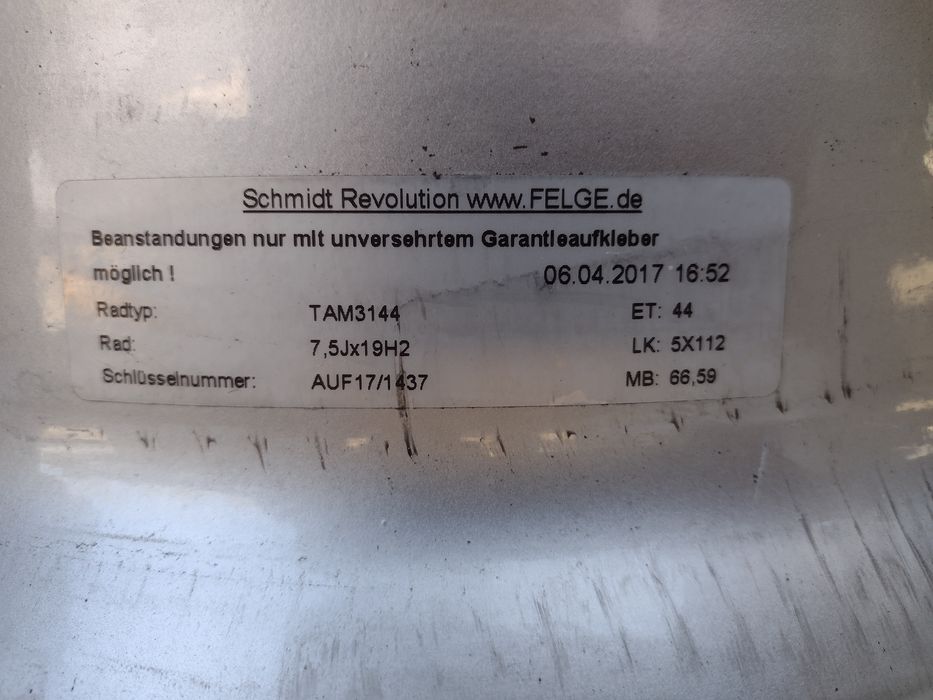 Schmidt Revolution www.FELGE.de
Beanstandungen nur mit unversehrtem Garantieaufkleber
möglich ! 06.04.2017 16:52
Radtyp: TAM3144 ET: 44
Rad: 7,5Jx19H2 LK: 5X112
Schlüsselnummer: AUF17/1437 MB: 66,59